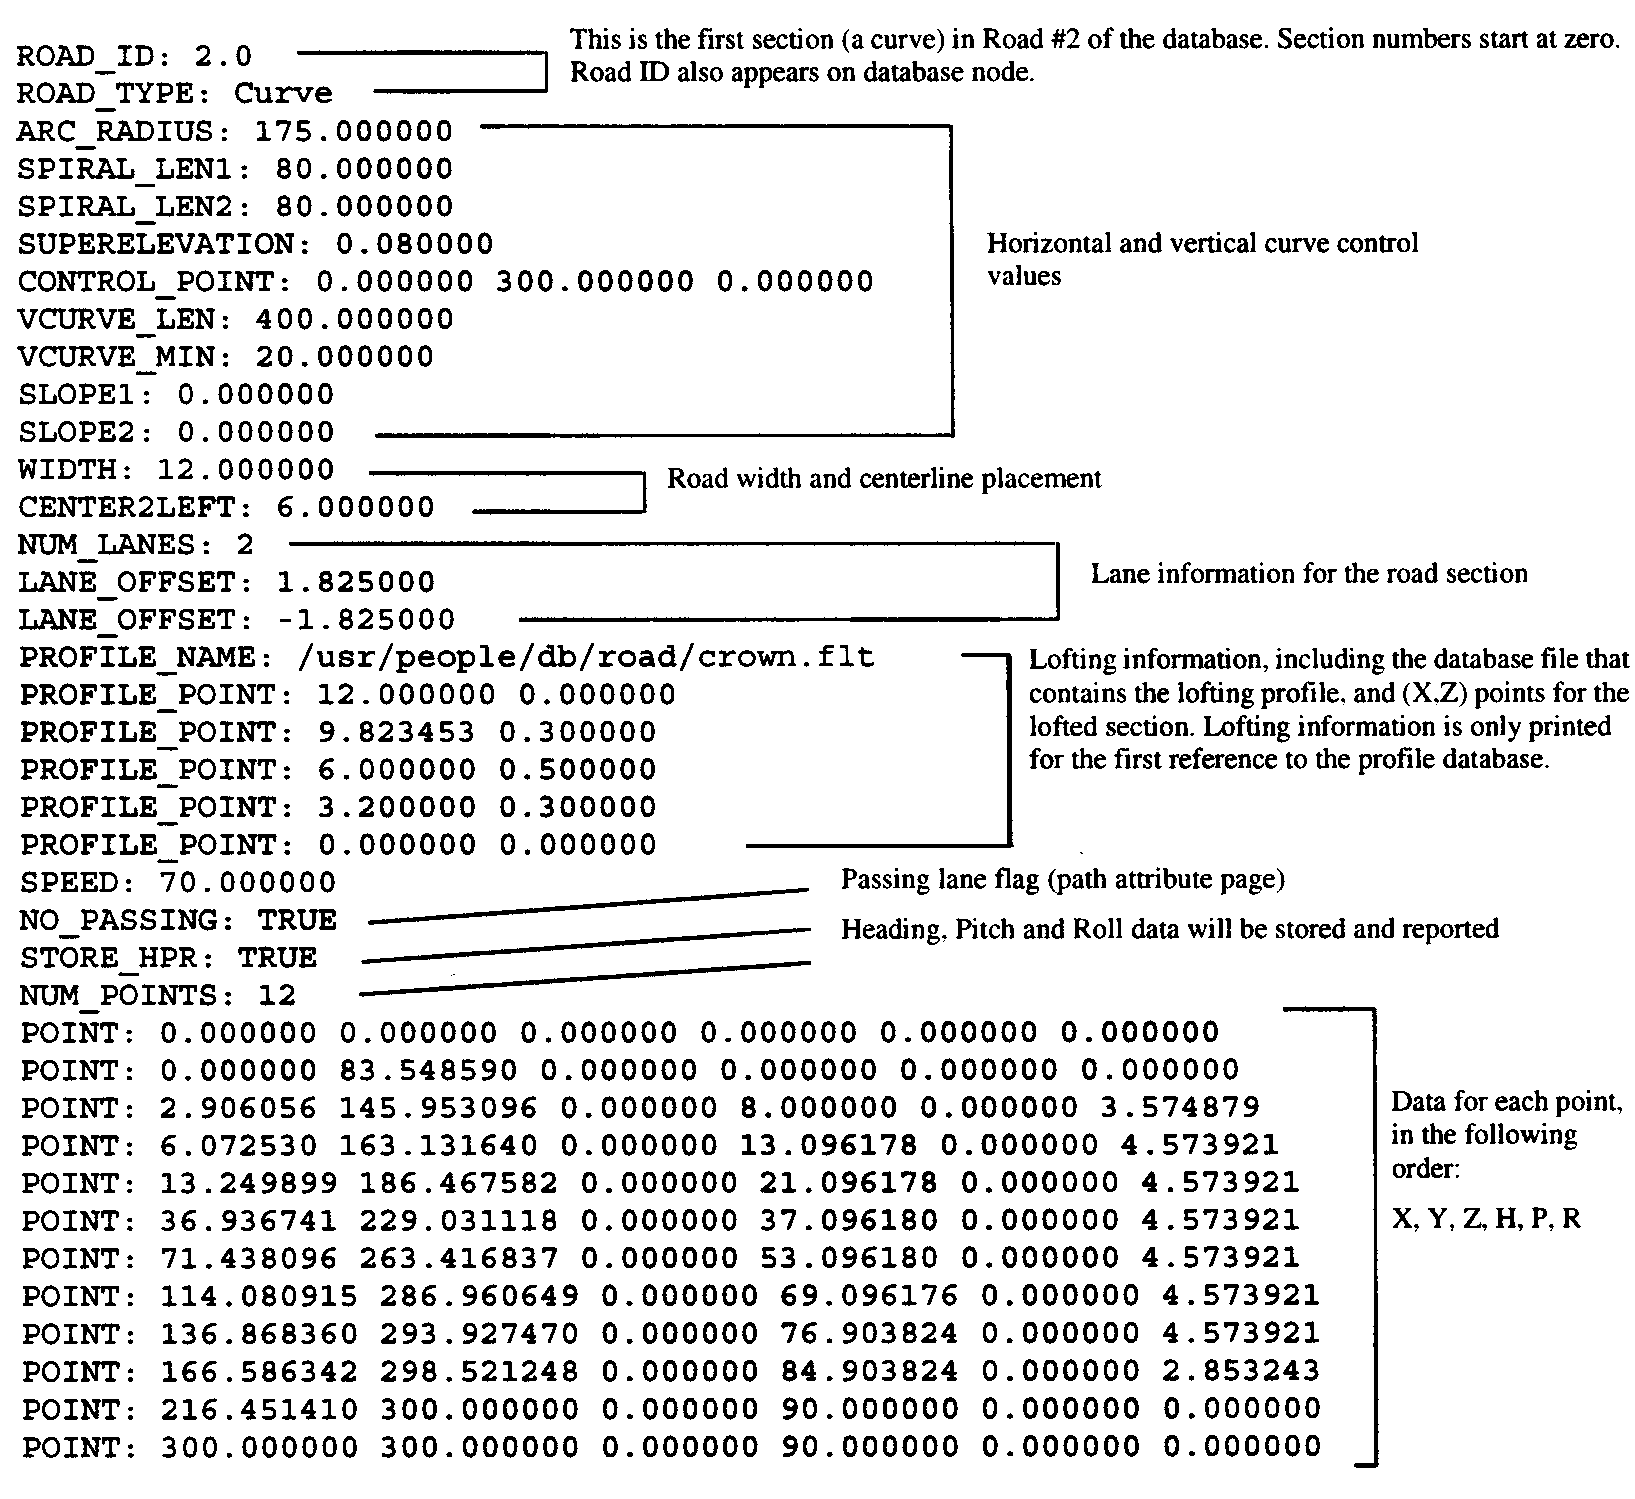 ROAD_ID: 2.0
This is the first section (a curve) in Road #2 of the database. Section numbers start at zero.
Road ID also appears on database node.
ROAD_TYPE: Curve
ARC_RADIUS: 175.000000
SPIRAL_LEN1: 80.000000
SPIRAL_LEN2: 80.000000
SUPERELEVATION: 0.080000
CONTROL_POINT: 0.000000 300.000000 0.000000
VCURVE_LEN: 400.000000
VCURVE_MIN: 20.000000
SLOPE1: 0.000000
SLOPE2: 0.000000
Horizontal and vertical curve control
values
WIDTH: 12.000000
CENTER2LEFT: 6.000000
Road width and centerline placement
NUM_LANES: 2
LANE_OFFSET: 1.825000
LANE_OFFSET: -1.825000
Lane information for the road section
PROFILE_NAME: /usr/people/db/road/crown.flt
PROFILE_POINT: 12.000000 0.000000
PROFILE_POINT: 9.823453 0.300000
PROFILE_POINT: 6.000000 0.500000
PROFILE_POINT: 3.200000 0.300000
PROFILE_POINT: 0.000000 0.000000
Lofting information, including the database file that
contains the lofting profile, and (X,Z) points for the
lofted section. Lofting information is only printed
for the first reference to the profile database.
SPEED: 70.000000
NO_PASSING: TRUE
Passing lane flag (path attribute page)
STORE_HPR: TRUE
Heading, Pitch and Roll data will be stored and reported
NUM_POINTS: 12
POINT: 0.000000 0.000000 0.000000 0.000000 0.000000 0.000000
POINT: 0.000000 83.548590 0.000000 0.000000 0.000000 0.000000
POINT: 2.906056 145.953096 0.000000 8.000000 0.000000 3.574879
POINT: 6.072530 163.131640 0.000000 13.096178 0.000000 4.573921
POINT: 13.249899 186.467582 0.000000 21.096178 0.000000 4.573921
POINT: 36.936741 229.031118 0.000000 37.096180 0.000000 4.573921
POINT: 71.438096 263.416837 0.000000 53.096180 0.000000 4.573921
POINT: 114.080915 286.960649 0.000000 69.096176 0.000000 4.573921
POINT: 136.868360 293.927470 0.000000 76.903824 0.000000 4.573921
POINT: 166.586342 298.521248 0.000000 84.903824 0.000000 2.853243
POINT: 216.451410 300.000000 0.000000 90.000000 0.000000 0.000000
POINT: 300.000000 300.000000 0.000000 90.000000 0.000000 0.000000
Data for each point,
in the following
order:
X, Y, Z, H, P, R